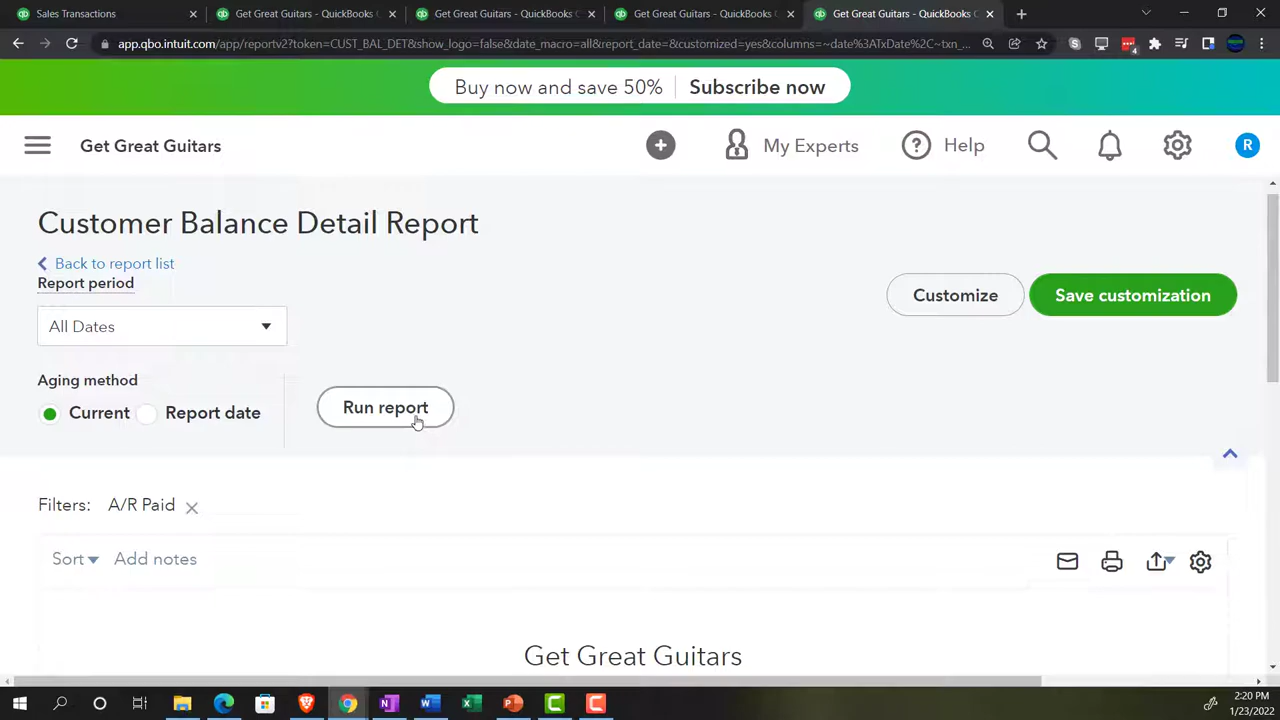 Sales Transactions
Get Great Guitars - QuickBooks C
Get Great Guitars - QuickBooks C
Get Great Guitars - QuickBooks C
Get Great Guitars - QuickBooks C
app.qbo.intuit.com/app/reportv2?token=CUST_BAL_DET&show_logo=false&date_macro=all&report_date=&customized=yes&columns=~date%3ATxDate%2C~txn_...
4
Buy now and save 50% Subscribe now
Get Great Guitars
My Experts
Help
R
Customer Balance Detail Report
Back to report list
Report period
Customize
Save customization
All Dates
Aging method
Current
Report date
Run report
Filters: A/R Paid
Sort
Add notes
Get Great Guitars
2:20 PM
1/23/2022